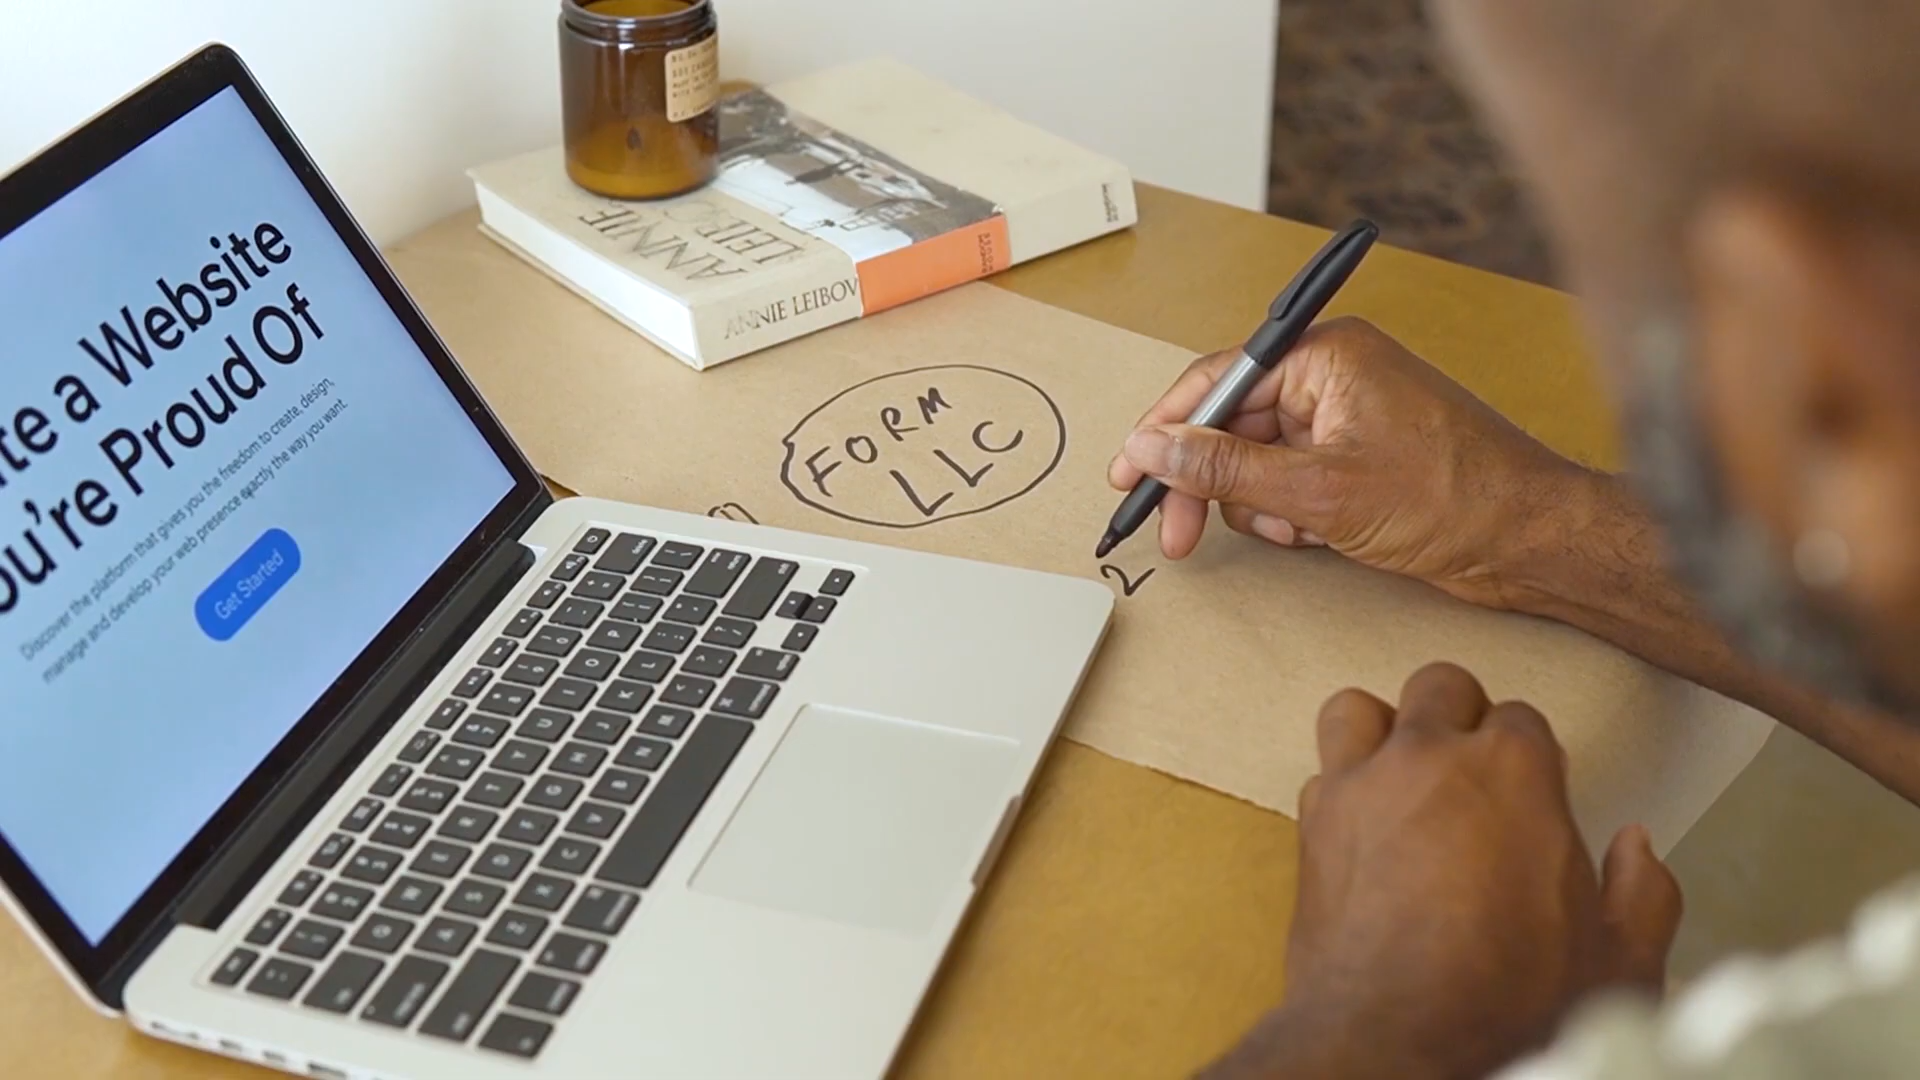 te a Website
ou're Proud Of
Discover the platform that gives you the freedom to create, design,
manage and develop your web presence exactly the way you want.
Get Started
ANNIE
LEIBO
ANNIE LEIBOV
FORM
LLC
2